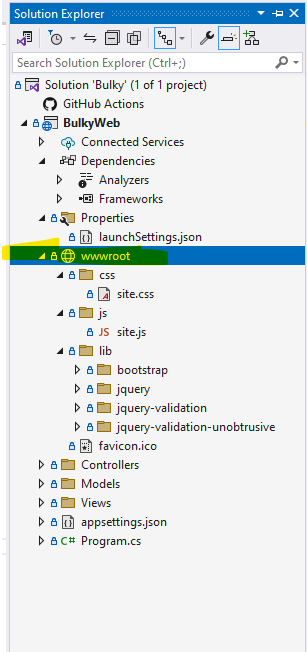 Solution Explorer
Search Solution Explorer (Ctrl+;)
Solution 'Bulky' (1 of 1 project)
GitHub Actions
BulkyWeb
Connected Services
Dependencies
Analyzers
Frameworks
Properties
launchSettings.json
wwwroot
css
site.css
js
JS site.js
lib
bootstrap
jquery
jquery-validation
jquery-validation-unobtrusive
favicon.ico
Controllers
Models
Views
appsettings.json
C# Program.cs